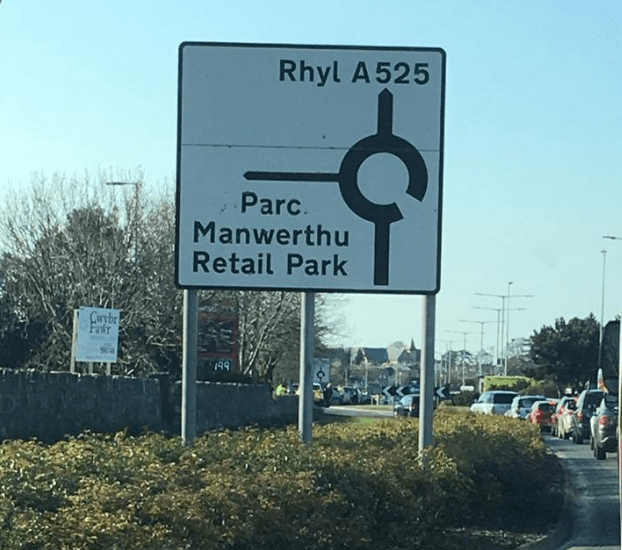 Rhyl A525
Parc
Manwerthu
Retail Park
Cwybr
Fawr
199